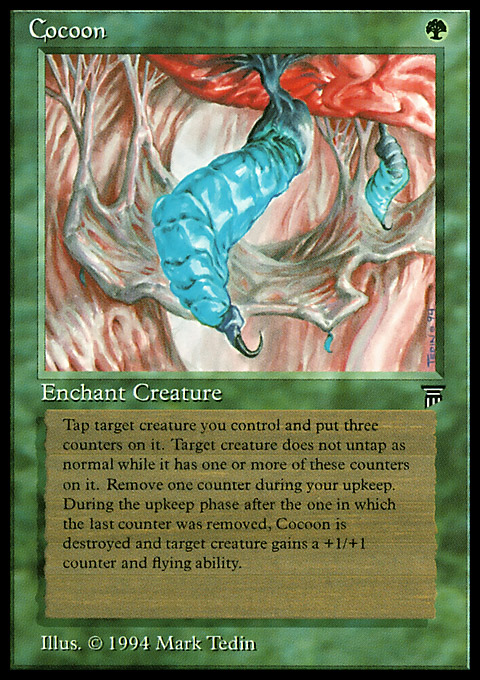 Cocoon
TEDIN © 94
Enchant Creature
Tap target creature you control and put three
counters on it. Target creature does not untap as
normal while it has one or more of these counters
on it. Remove one counter during your upkeep.
During the upkeep phase after the one in which
the last counter was removed, Cocoon is
destroyed and target creature gains a +1/+1
counter and flying ability.
Illus. © 1994 Mark Tedin